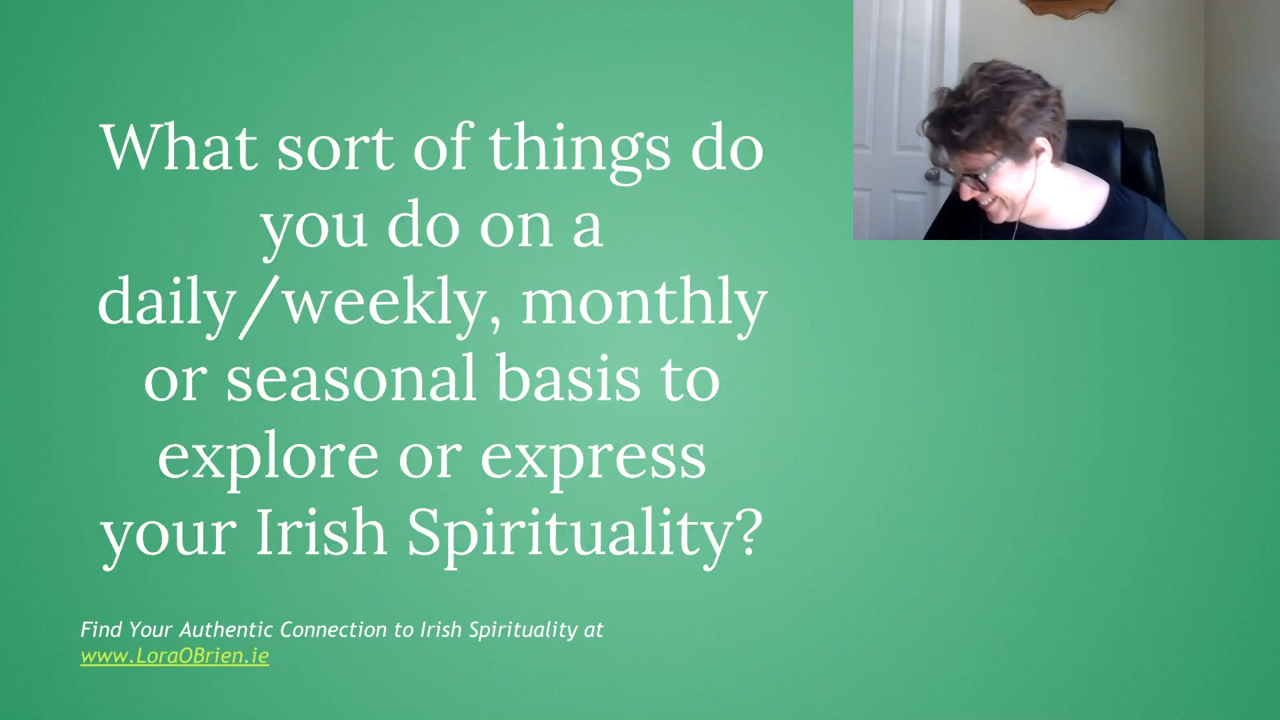 What sort of things do
you do on a
daily/weekly, monthly
or seasonal basis to
explore or express
your Irish Spirituality?
Find Your Authentic Connection to Irish Spirituality at
www.LoraOBrien.ie